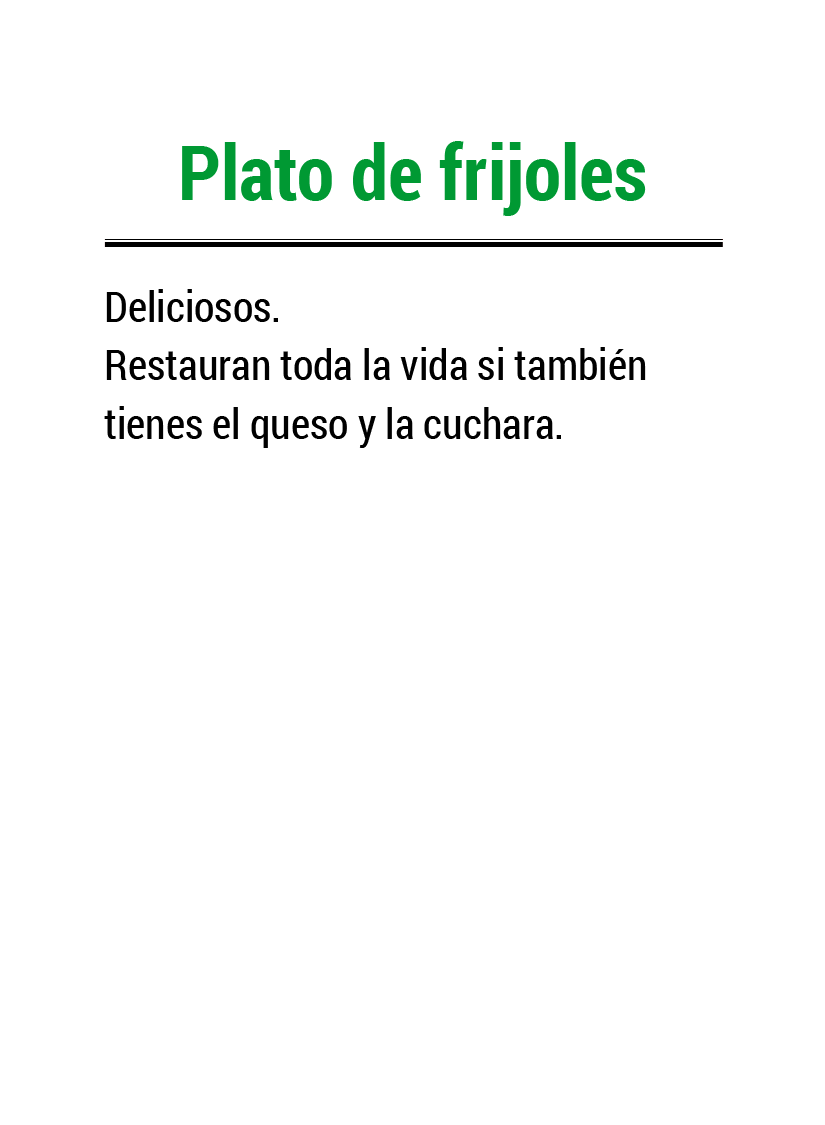 Plato de frijoles
Deliciosos.
Restauran toda la vida si también
tienes el queso y la cuchara.